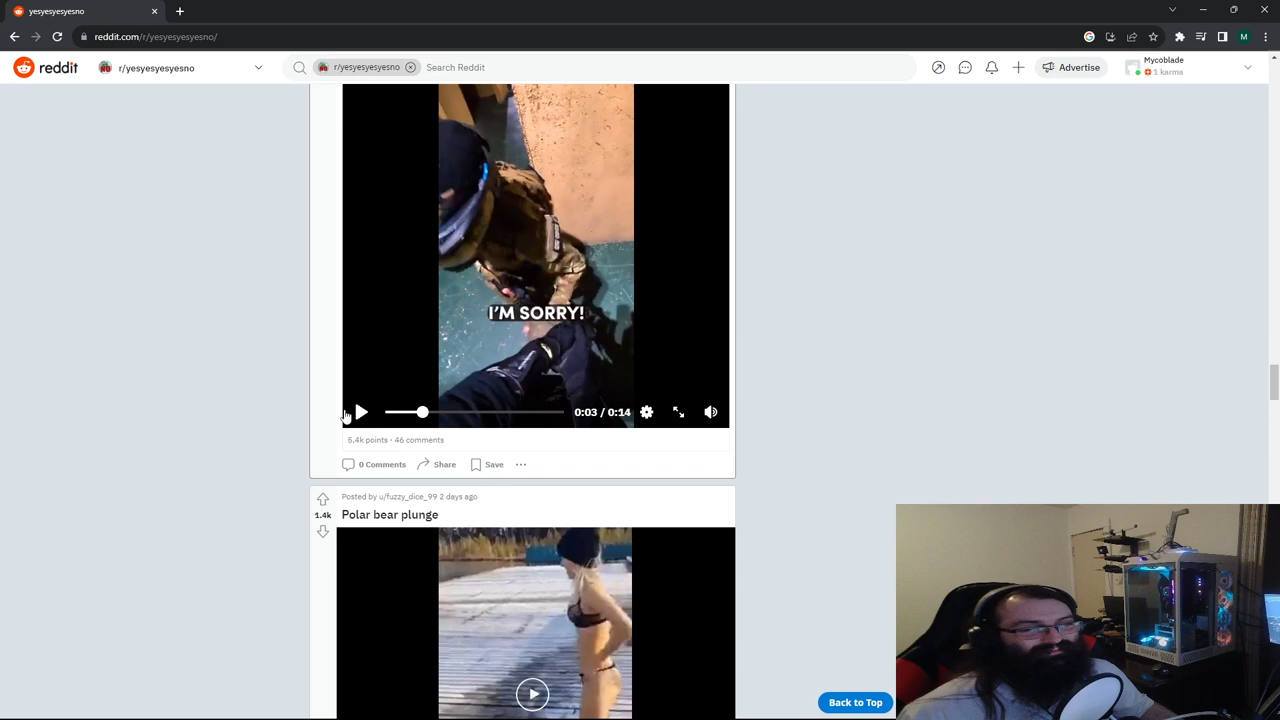 yesyesyesyesno
reddit.com/r/yesyesyesyesno/
M
reddit
r/yesyesyesyesno
r/yesyesyesyesno
Search Reddit
Advertise
Mycoblade
1 karma
I'M SORRY!
0:03 / 0:14
5.4k points · 46 comments
0 Comments
Share
Save
Posted by u/fuzzy_dice_99 2 days ago
1.4k
Polar bear plunge
Back to Top